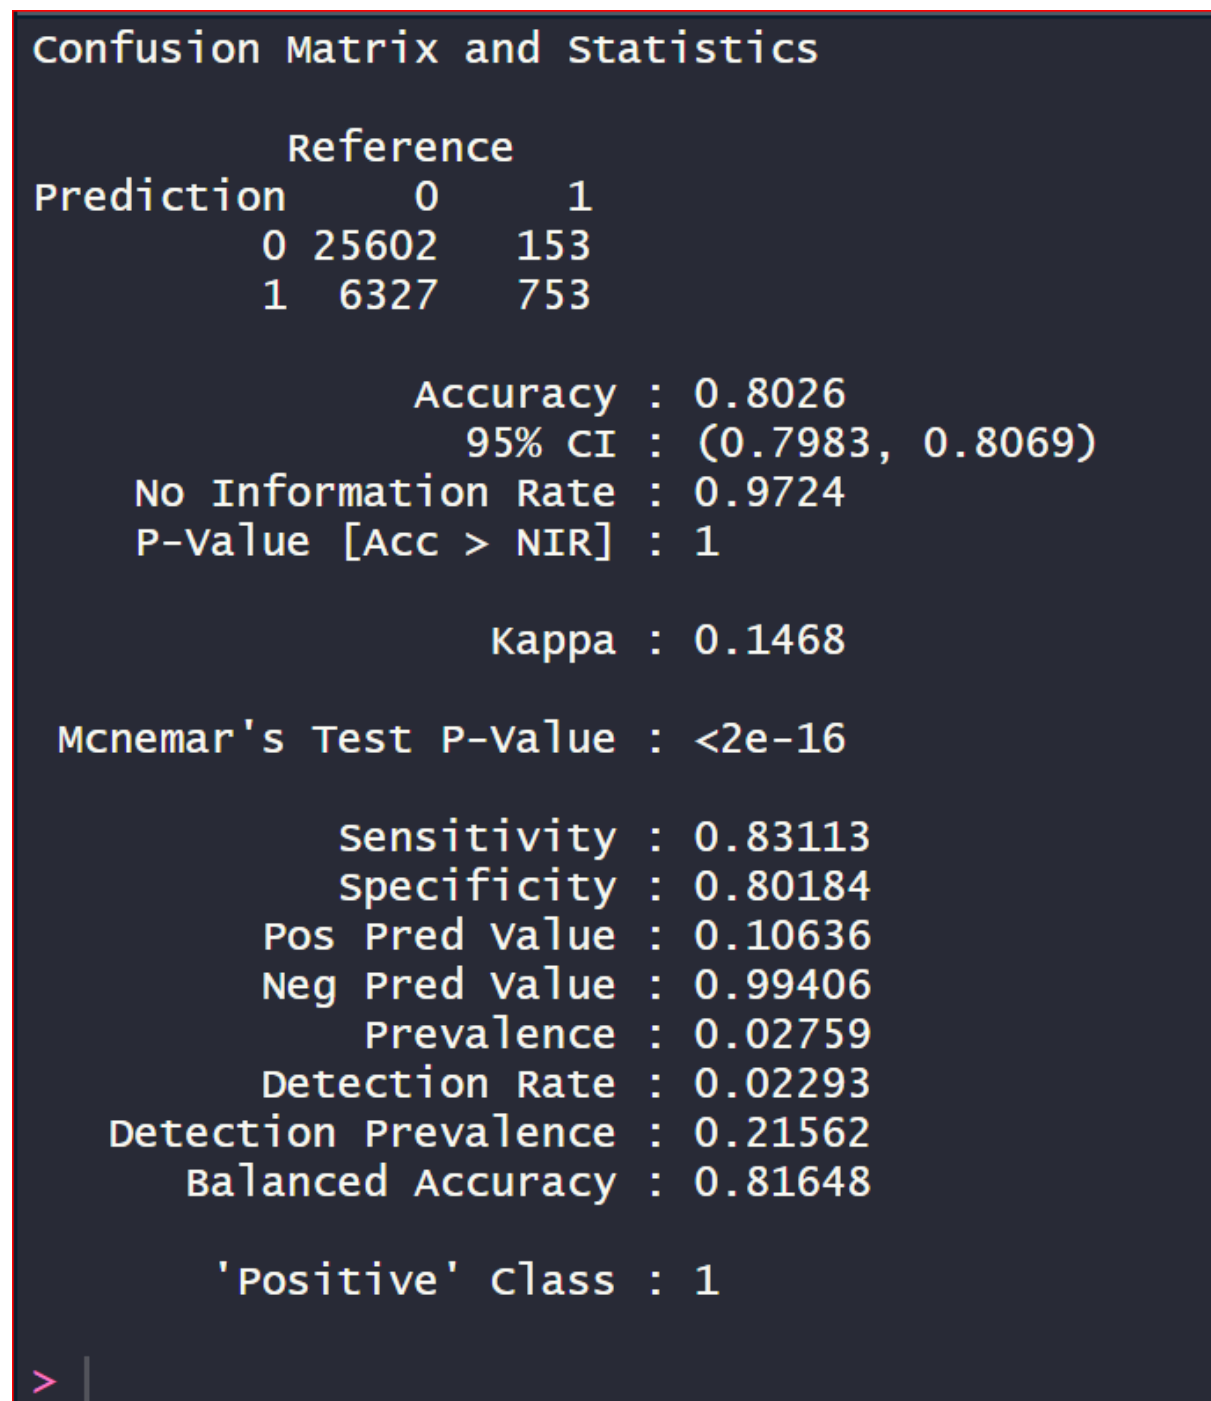 Confusion Matrix and Statistics
Reference
Prediction 0 1
0 25602 153
1 6327 753
Accuracy : 0.8026
95% CI : (0.7983, 0.8069)
No Information Rate : 0.9724
P-Value [Acc > NIR] : 1
Kappa : 0.1468
Mcnemar's Test P-Value : <2e-16
Sensitivity : 0.83113
Specificity : 0.80184
Pos Pred Value : 0.10636
Neg Pred Value : 0.99406
Prevalence : 0.02759
Detection Rate : 0.02293
Detection Prevalence : 0.21562
Balanced Accuracy : 0.81648
'Positive' Class : 1
>